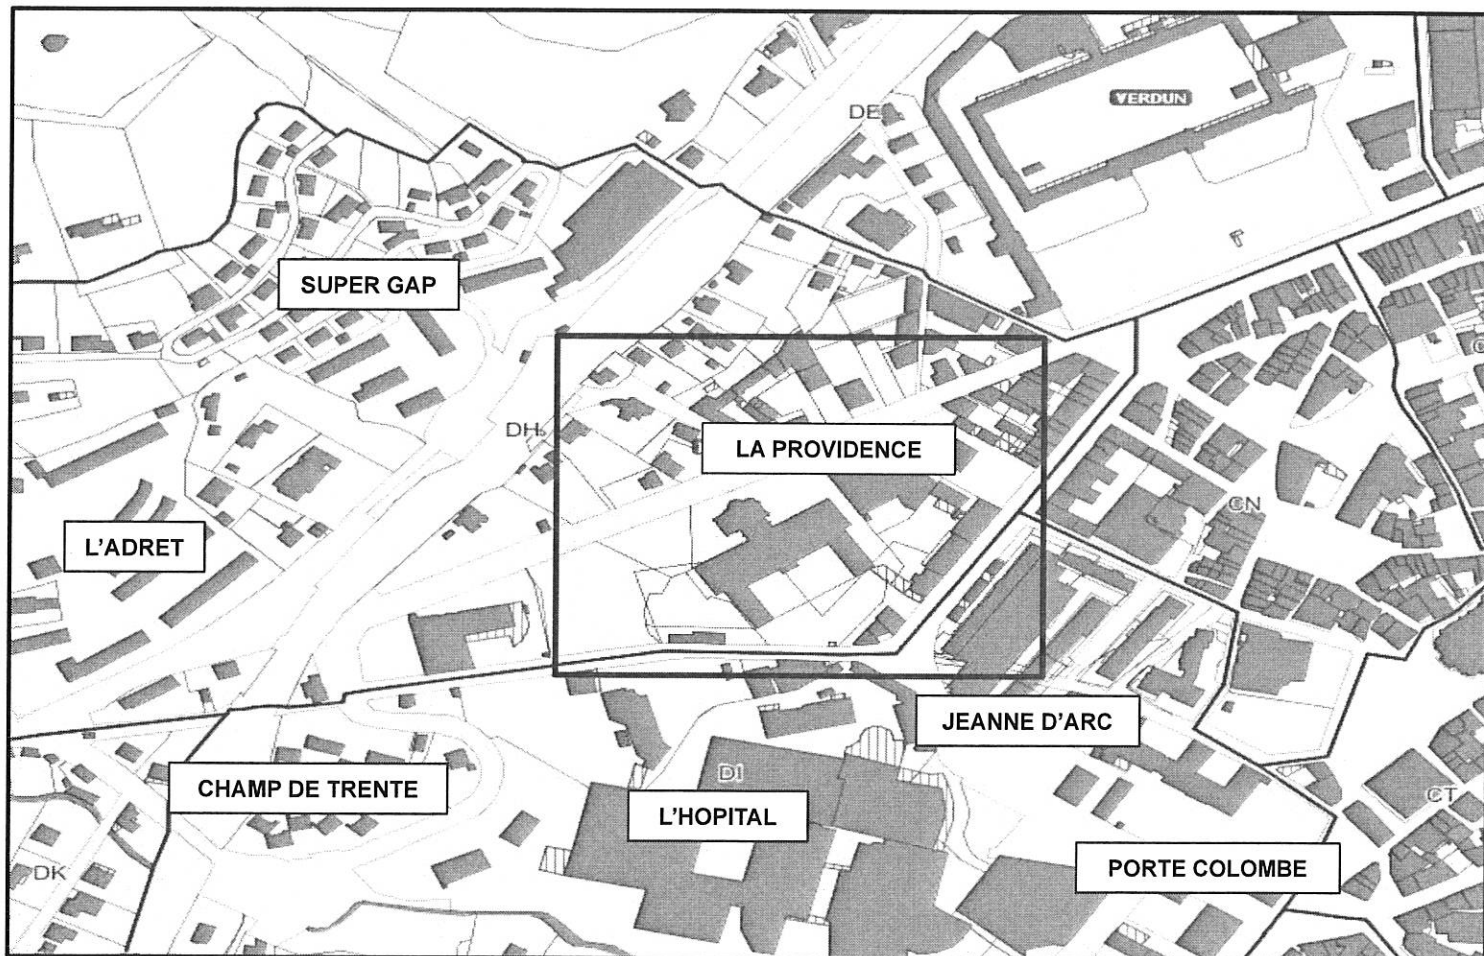 VERDUN
DE
SUPER GAP
DH
LA PROVIDENCE
L'ADRET
CN
JEANNE D'ARC
CHAMP DE TRENTE
DI
L'HOPITAL
CT
PORTE COLOMBE
DK